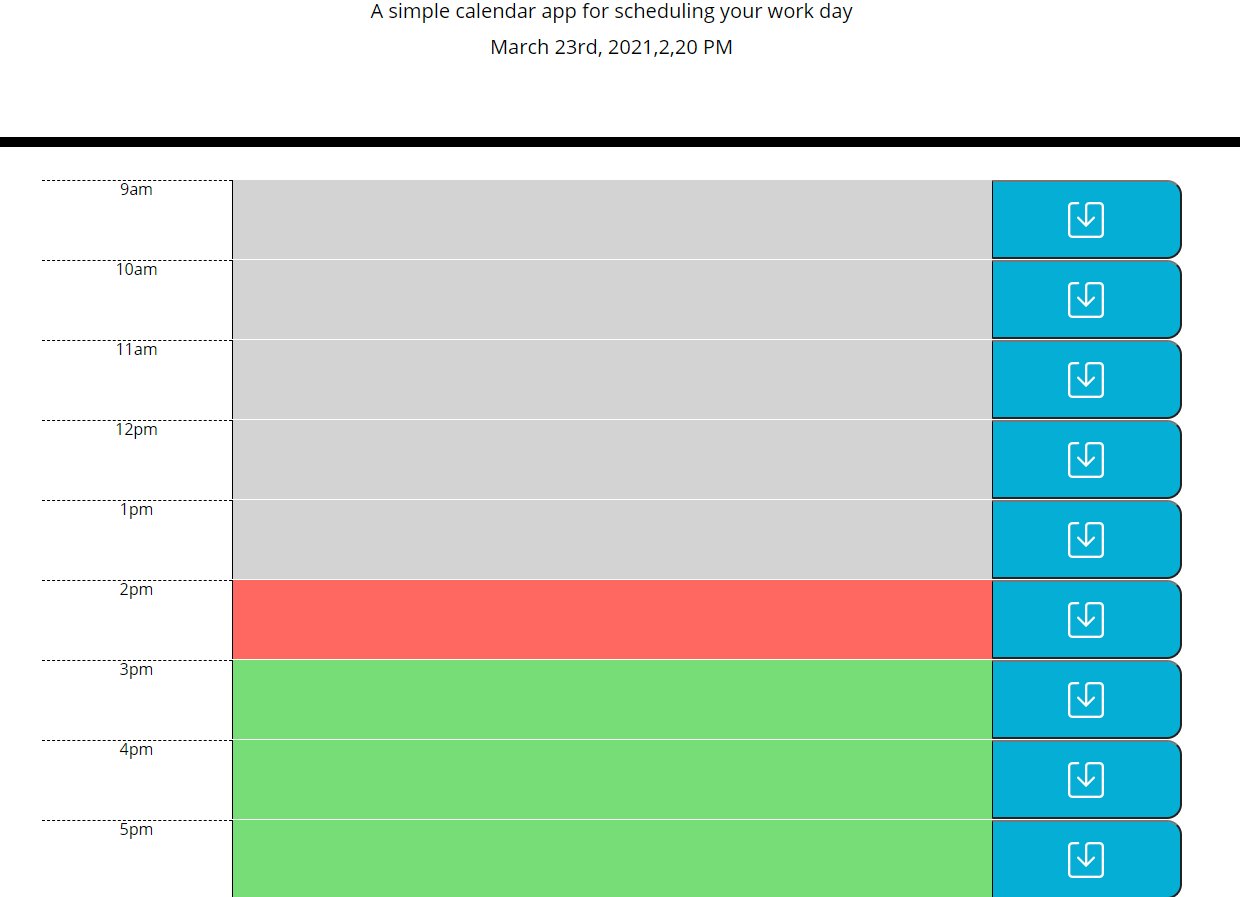 A simple calendar app for scheduling your work day
March 23rd, 2021,2,20 PM
9am
10am
11am
12pm
1pm
2pm
3pm
4pm
5pm